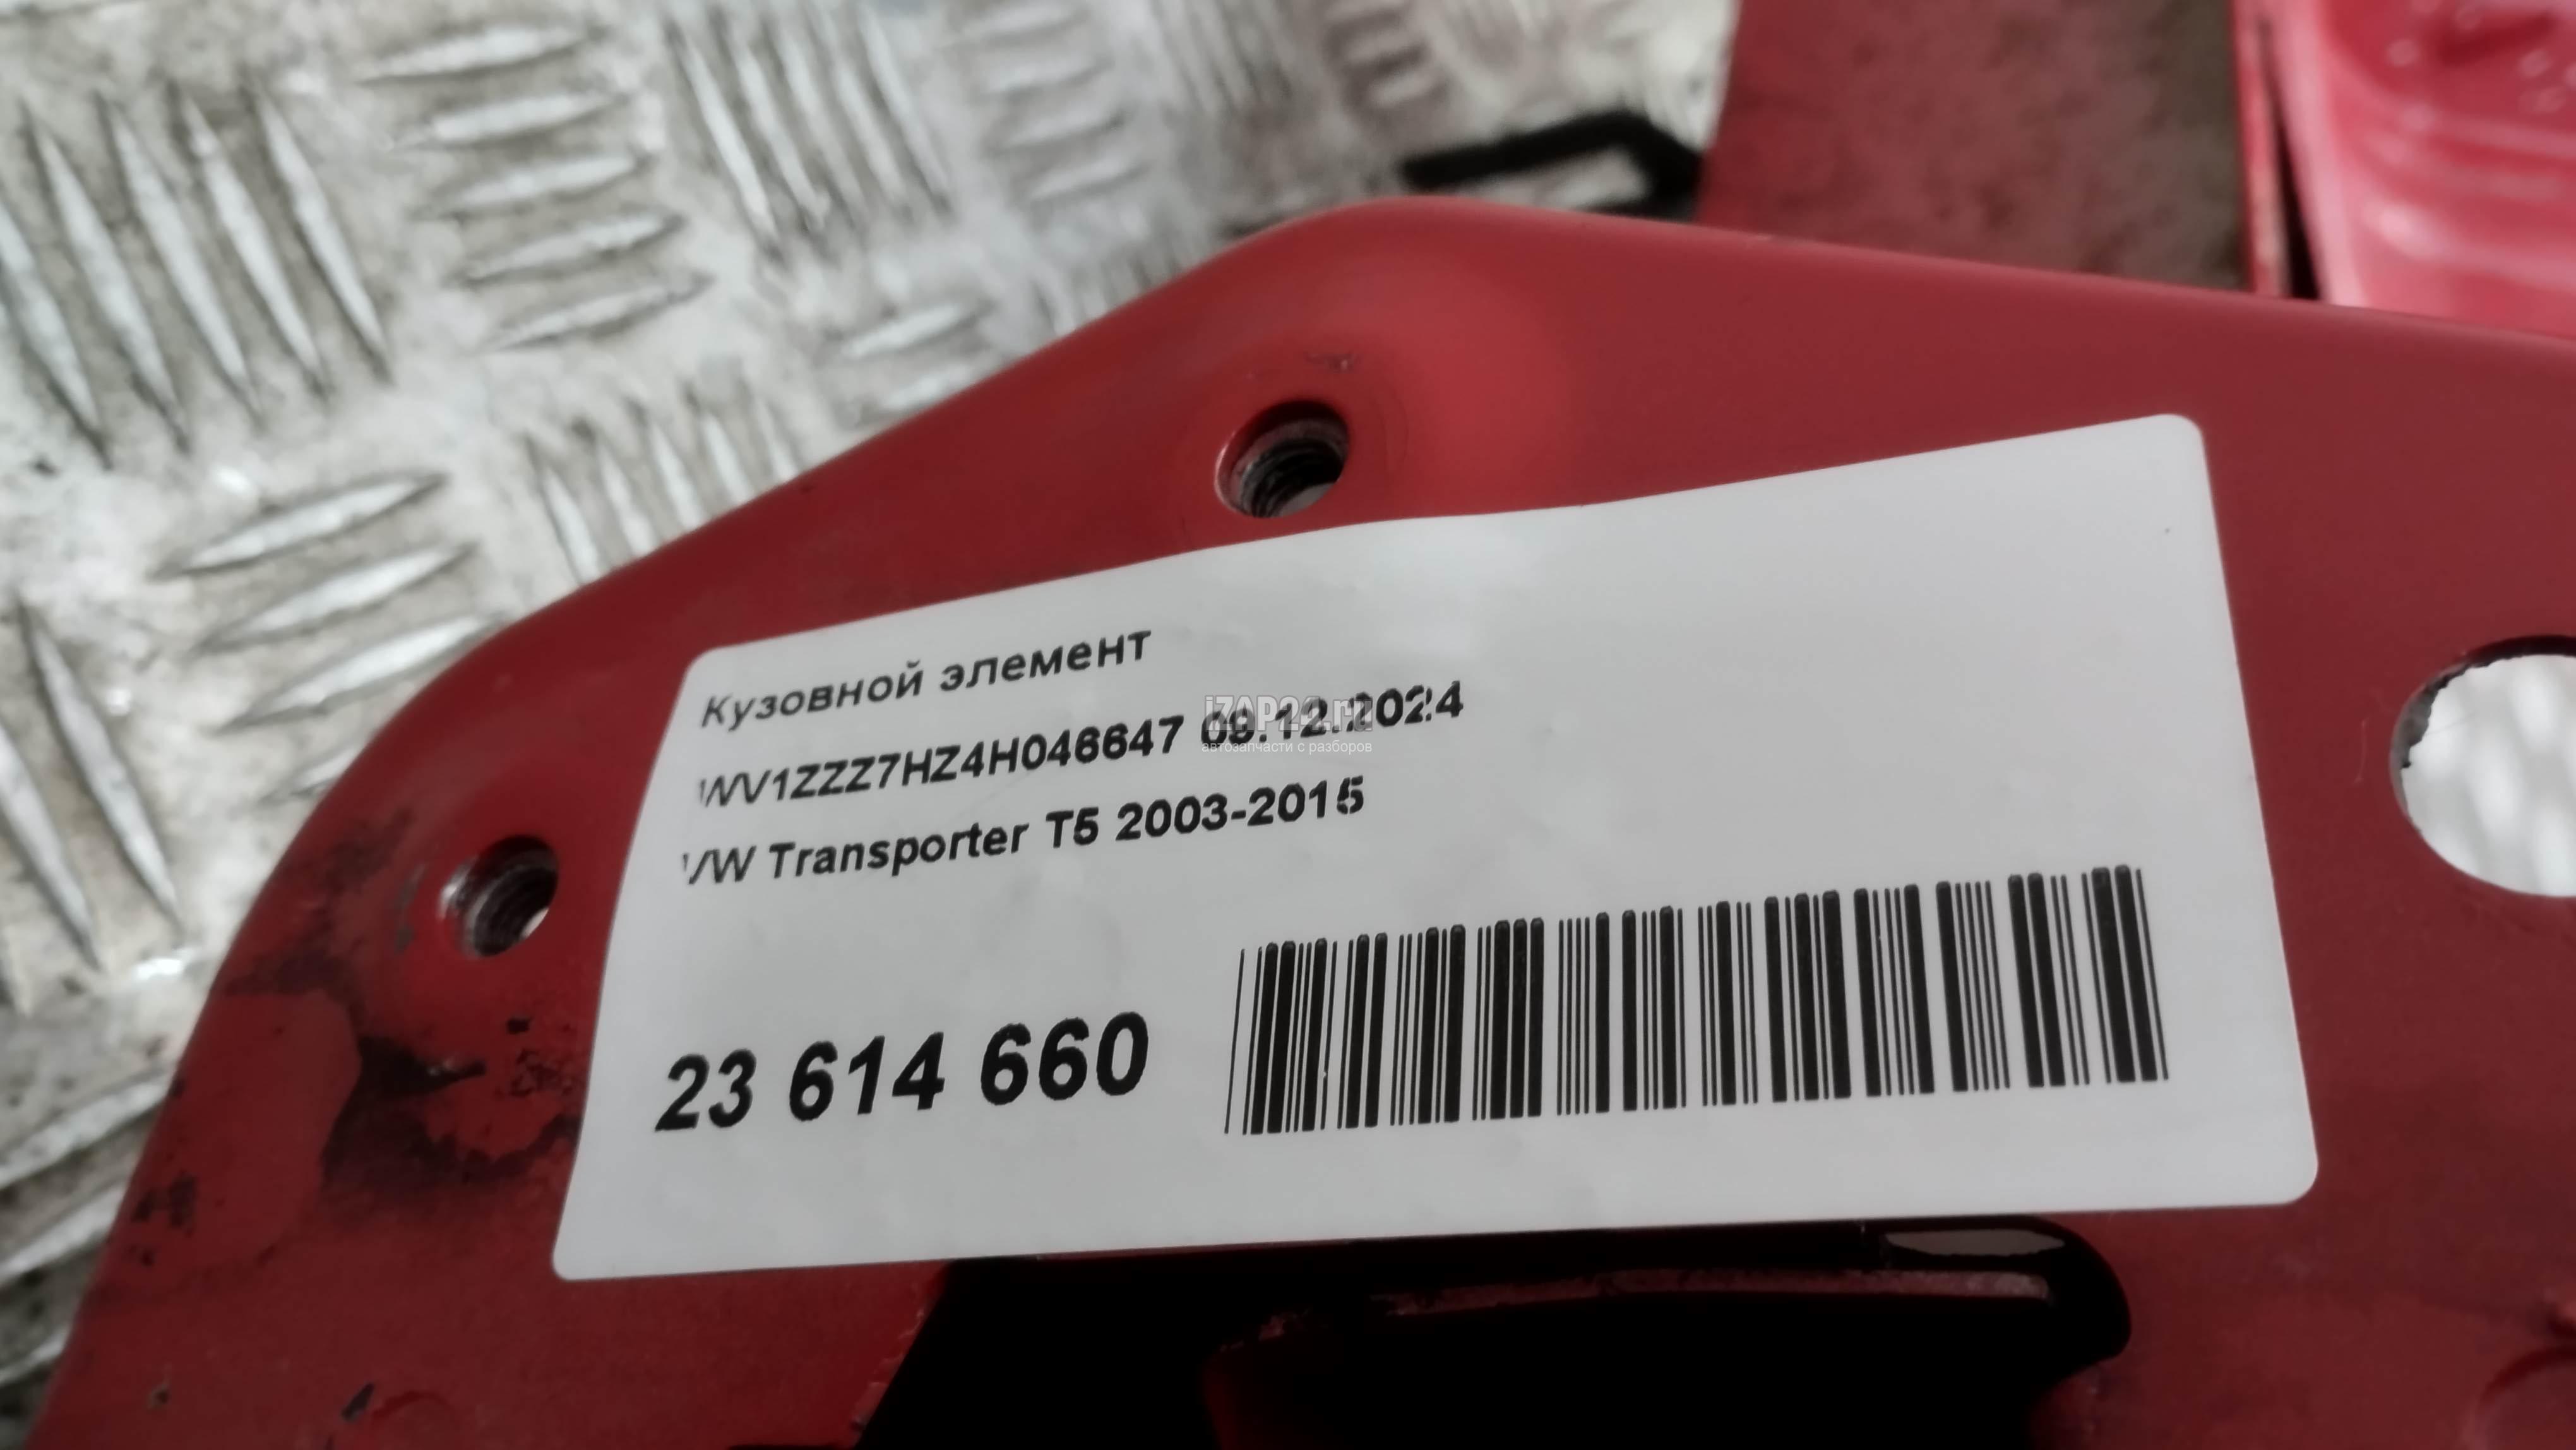 Кузовной элемент
WV1ZZZ7HZ4H046647 09.12.2024
VW Transporter T5 2003-2015
23 614 660
iZAP24.ru
автозапчасти с разборов